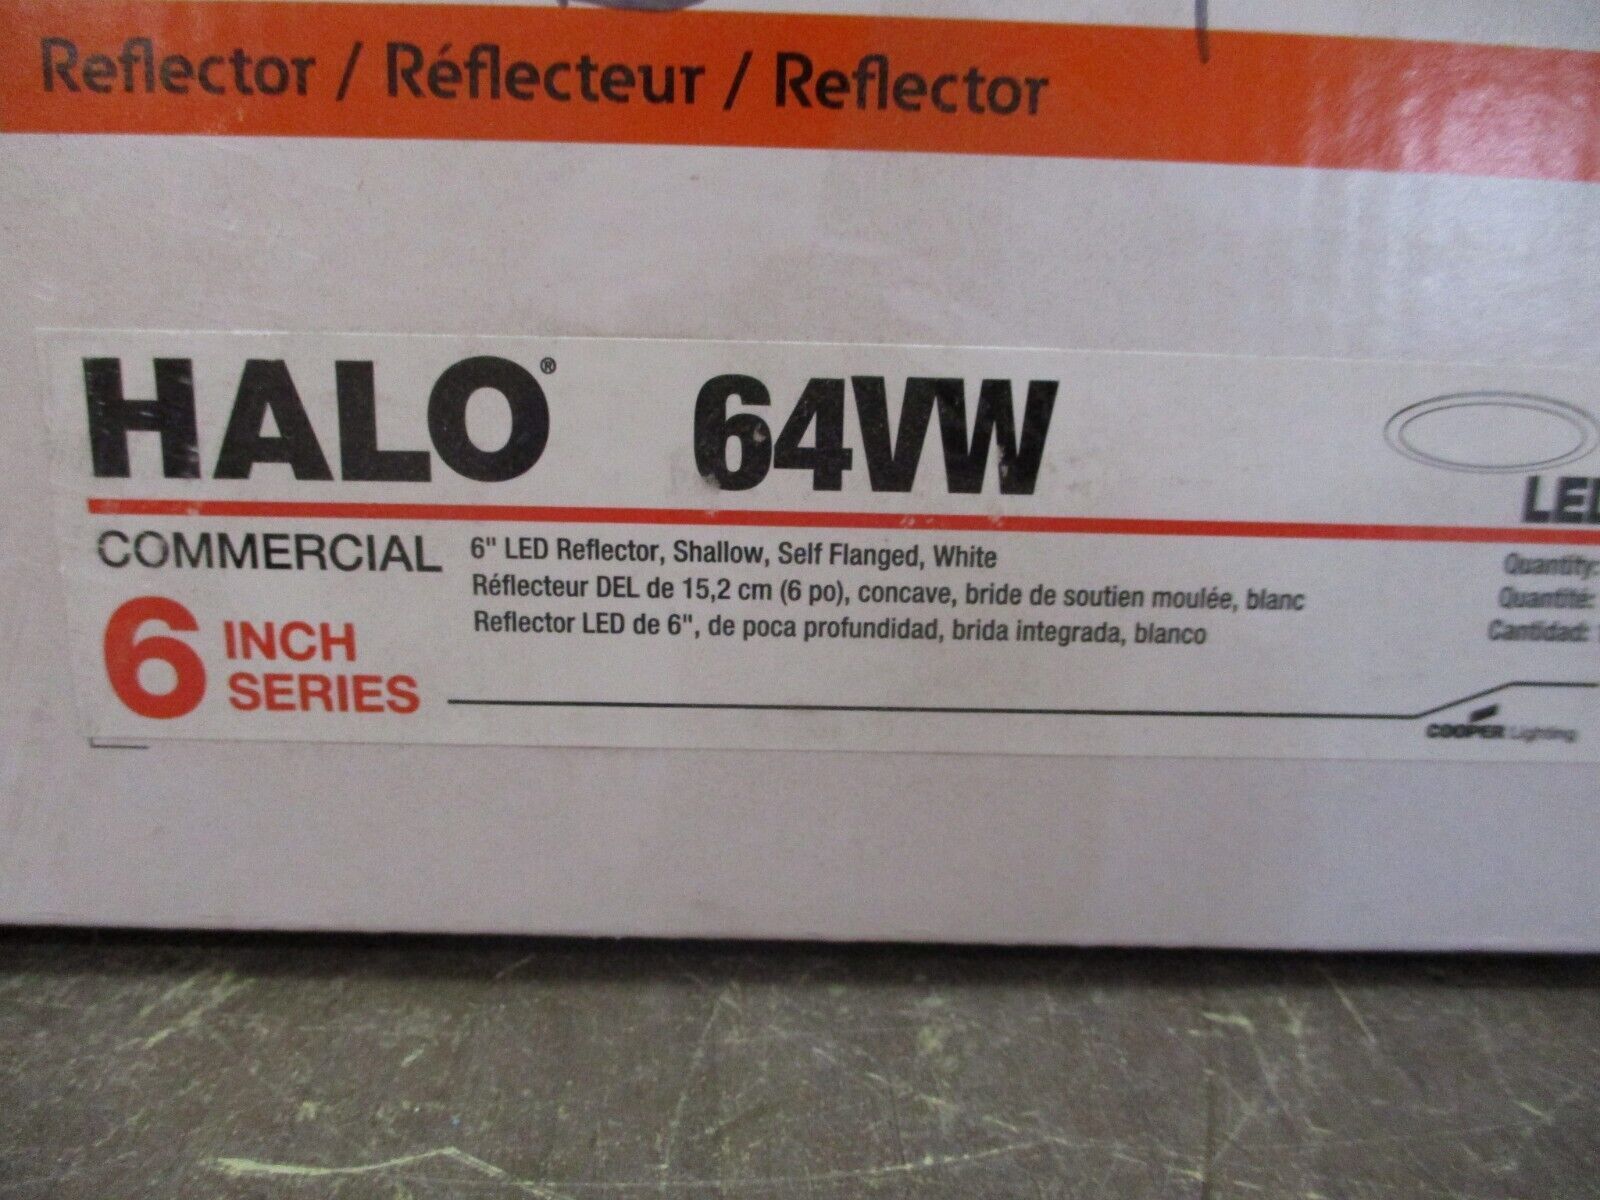 Reflector / Réflecteur / Reflector
HALO® 64VW
LED
COMMERCIAL
6 INCH SERIES
6" LED Reflector, Shallow, Self Flanged, White
Réflecteur DEL de 15,2 cm (6 po), concave, bride de soutien moulée, blanc
Reflector LED de 6", de poca profundidad, brida integrada, blanco
Quantity:
Quantité:
Cantidad:
COOPER Lighting